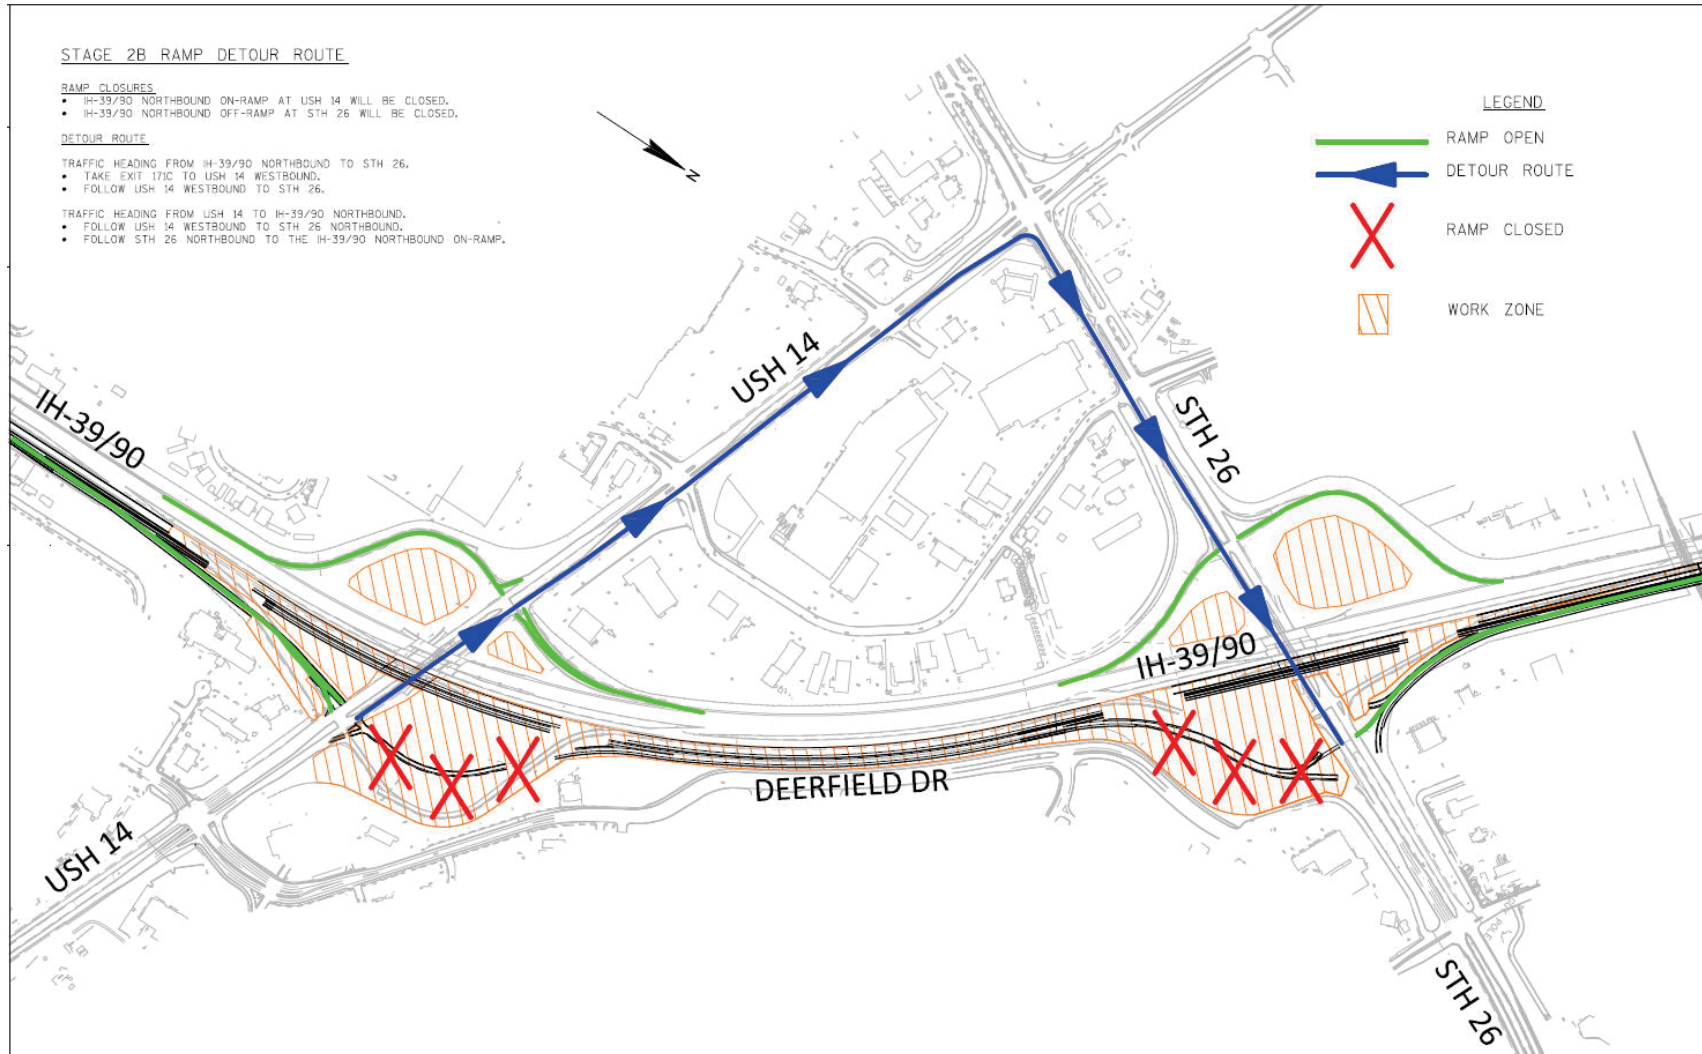 STAGE 2B RAMP DETOUR ROUTE
RAMP CLOSURES
• IH-39/90 NORTHBOUND ON-RAMP AT USH 14 WILL BE CLOSED.
• IH-39/90 NORTHBOUND OFF-RAMP AT STH 26 WILL BE CLOSED.
DETOUR ROUTE
TRAFFIC HEADING FROM IH-39/90 NORTHBOUND TO STH 26.
• TAKE EXIT 171C TO USH 14 WESTBOUND.
• FOLLOW USH 14 WESTBOUND TO STH 26.
TRAFFIC HEADING FROM USH 14 TO IH-39/90 NORTHBOUND.
• FOLLOW USH 14 WESTBOUND TO STH 26 NORTHBOUND.
• FOLLOW STH 26 NORTHBOUND TO THE IH-39/90 NORTHBOUND ON-RAMP.
N
LEGEND
RAMP OPEN
DETOUR ROUTE
RAMP CLOSED
WORK ZONE
USH 14
IH-39/90
STH 26
IH-39/90
DEERFIELD DR
USH 14
POLE
STH 26